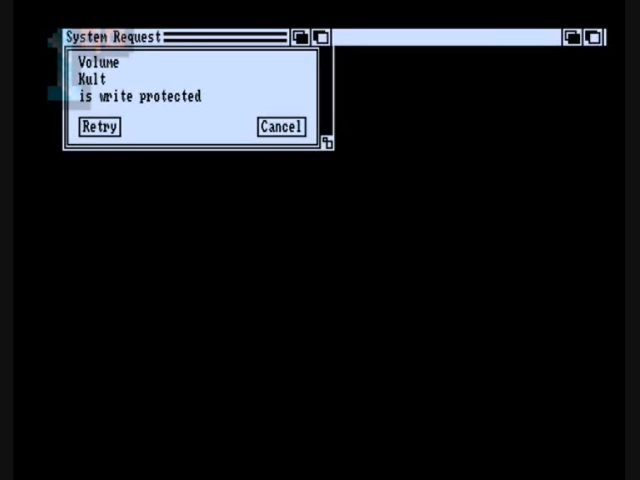 System Request
Volume
Kult
is write protected
Retry Cancel